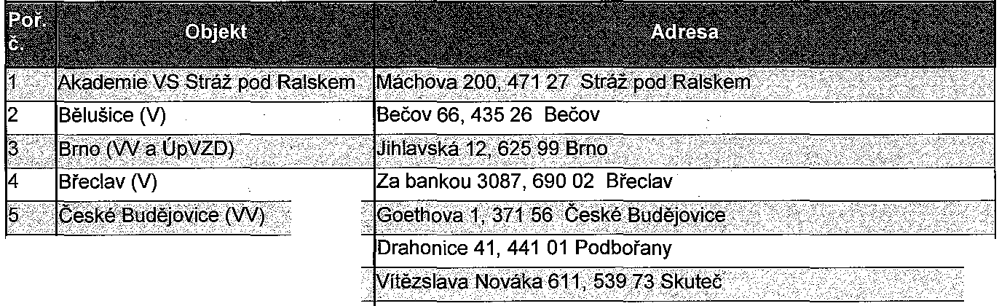 Poř. č. Objekt Adresa
1 Akademie VS Stráž pod Ralskem Máchova 200, 471 27 Stráž pod Ralskem
2 Bělušice (V) Bečov 66, 435 26 Bečov
3 Brno (VV a ÚpVZD) Jihlavská 12, 625 99 Brno
4 Břeclav (V) Za bankou 3087, 690 02 Břeclav
5 České Budějovice (VV) Goethova 1, 371 56 České Budějovice
Drahonice 41, 441 01 Podbořany
Vítězslava Nováka 611, 539 73 Skuteč